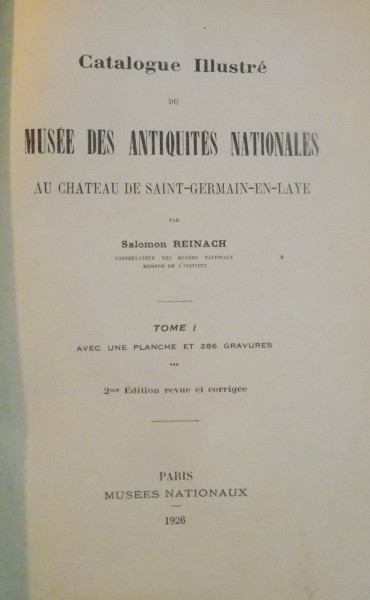 Catalogue Illustré
DU
MUSÉE DES ANTIQUITÉS NATIONALES
AU CHATEAU DE SAINT-GERMAIN-EN-LAYE
PAR
Salomon REINACH
CONSERVATEUR DES MUSÉES NATIONAUX
MEMBRE DE L'INSTITUT
TOME I
AVEC UNE PLANCHE ET 286 GRAVURES
***
2me Édition revue et corrigée
PARIS
MUSÉES NATIONAUX
1926